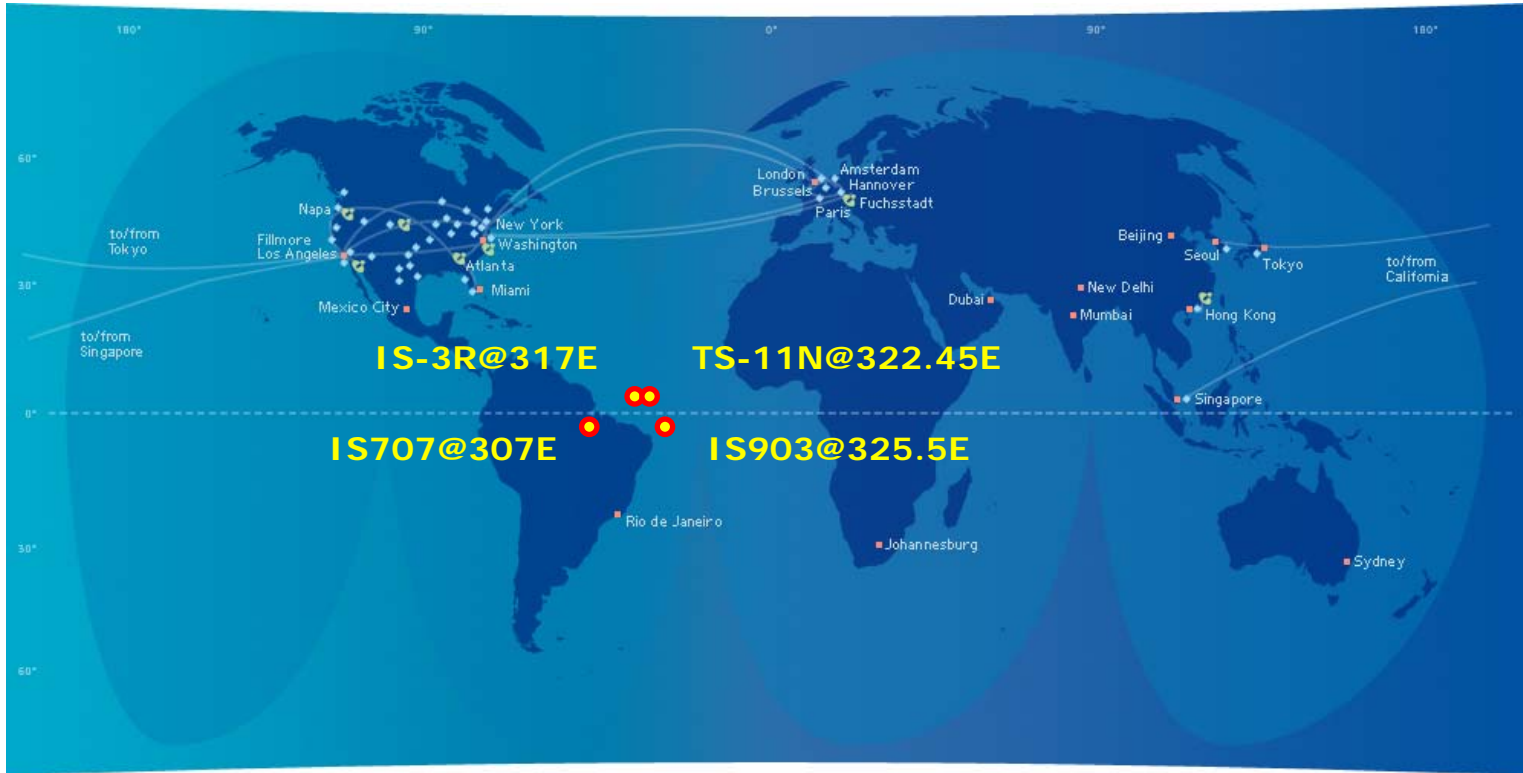 180° 90° 0° 90° 180°
60°
London
Brussels
Amsterdam
Hannover
Fuchsstadt
Paris
Napa
New York
Washington
to/from
Tokyo
Fillmore
Los Angeles
Atlanta
Beijing
Seoul
Tokyo
to/from
California
30°
Miami
Mexico City
Dubai
New Delhi
Mumbai
Hong Kong
to/from
Singapore
IS-3R@317E TS-11N@322.45E
0°
Singapore
IS707@307E IS903@325.5E
Rio de Janeiro
30°
Johannesburg
Sydney
60°